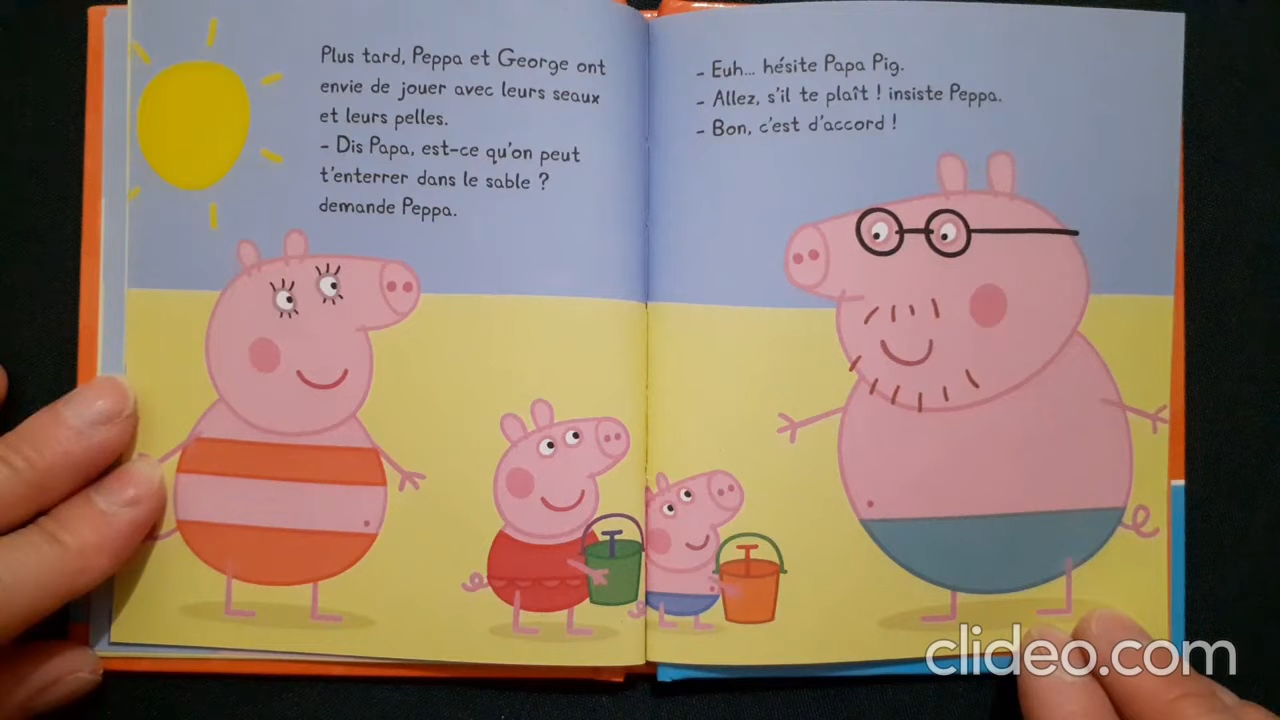 Plus tard, Peppa et George ont
envie de jouer avec leurs seaux
et leurs pelles.
- Dis Papa, est-ce qu'on peut
t'enterrer dans le sable ?
demande Peppa.
- Euh... hésite Papa Pig.
- Allez, s'il te plaît ! insiste Peppa.
- Bon, c'est d'accord !
clideo.com